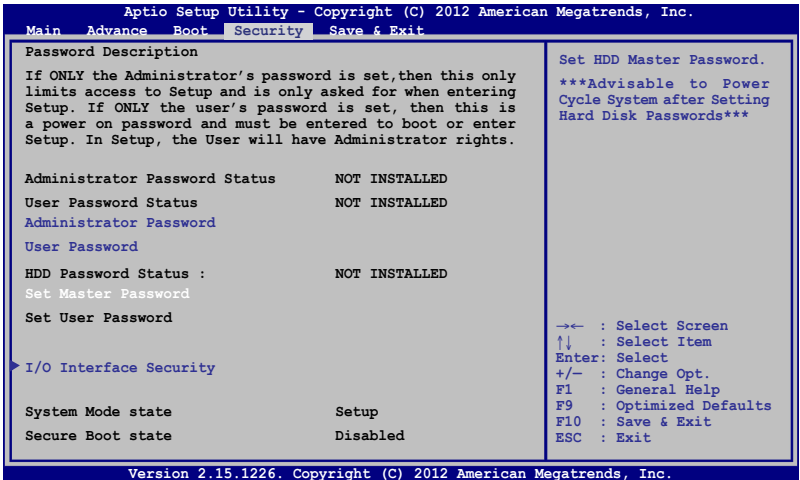 Aptio Setup Utility - Copyright (C) 2012 American Megatrends, Inc.
Main Advance Boot Security Save & Exit
Password Description
If ONLY the Administrator's password is set,then this only
limits access to Setup and is only asked for when entering
Setup. If ONLY the user's password is set, then this is
a power on password and must be entered to boot or enter
Setup. In Setup, the User will have Administrator rights.
Administrator Password Status NOT INSTALLED
User Password Status NOT INSTALLED
Administrator Password
User Password
HDD Password Status : NOT INSTALLED
Set Master Password
Set User Password
I/O Interface Security
System Mode state Setup
Secure Boot state Disabled
Set HDD Master Password.
***Advisable to Power
Cycle System after Setting
Hard Disk Passwords***
→← : Select Screen
↑↓ : Select Item
Enter: Select
+/— : Change Opt.
F1 : General Help
F9 : Optimized Defaults
F10 : Save & Exit
ESC : Exit
Version 2.15.1226. Copyright (C) 2012 American Megatrends, Inc.